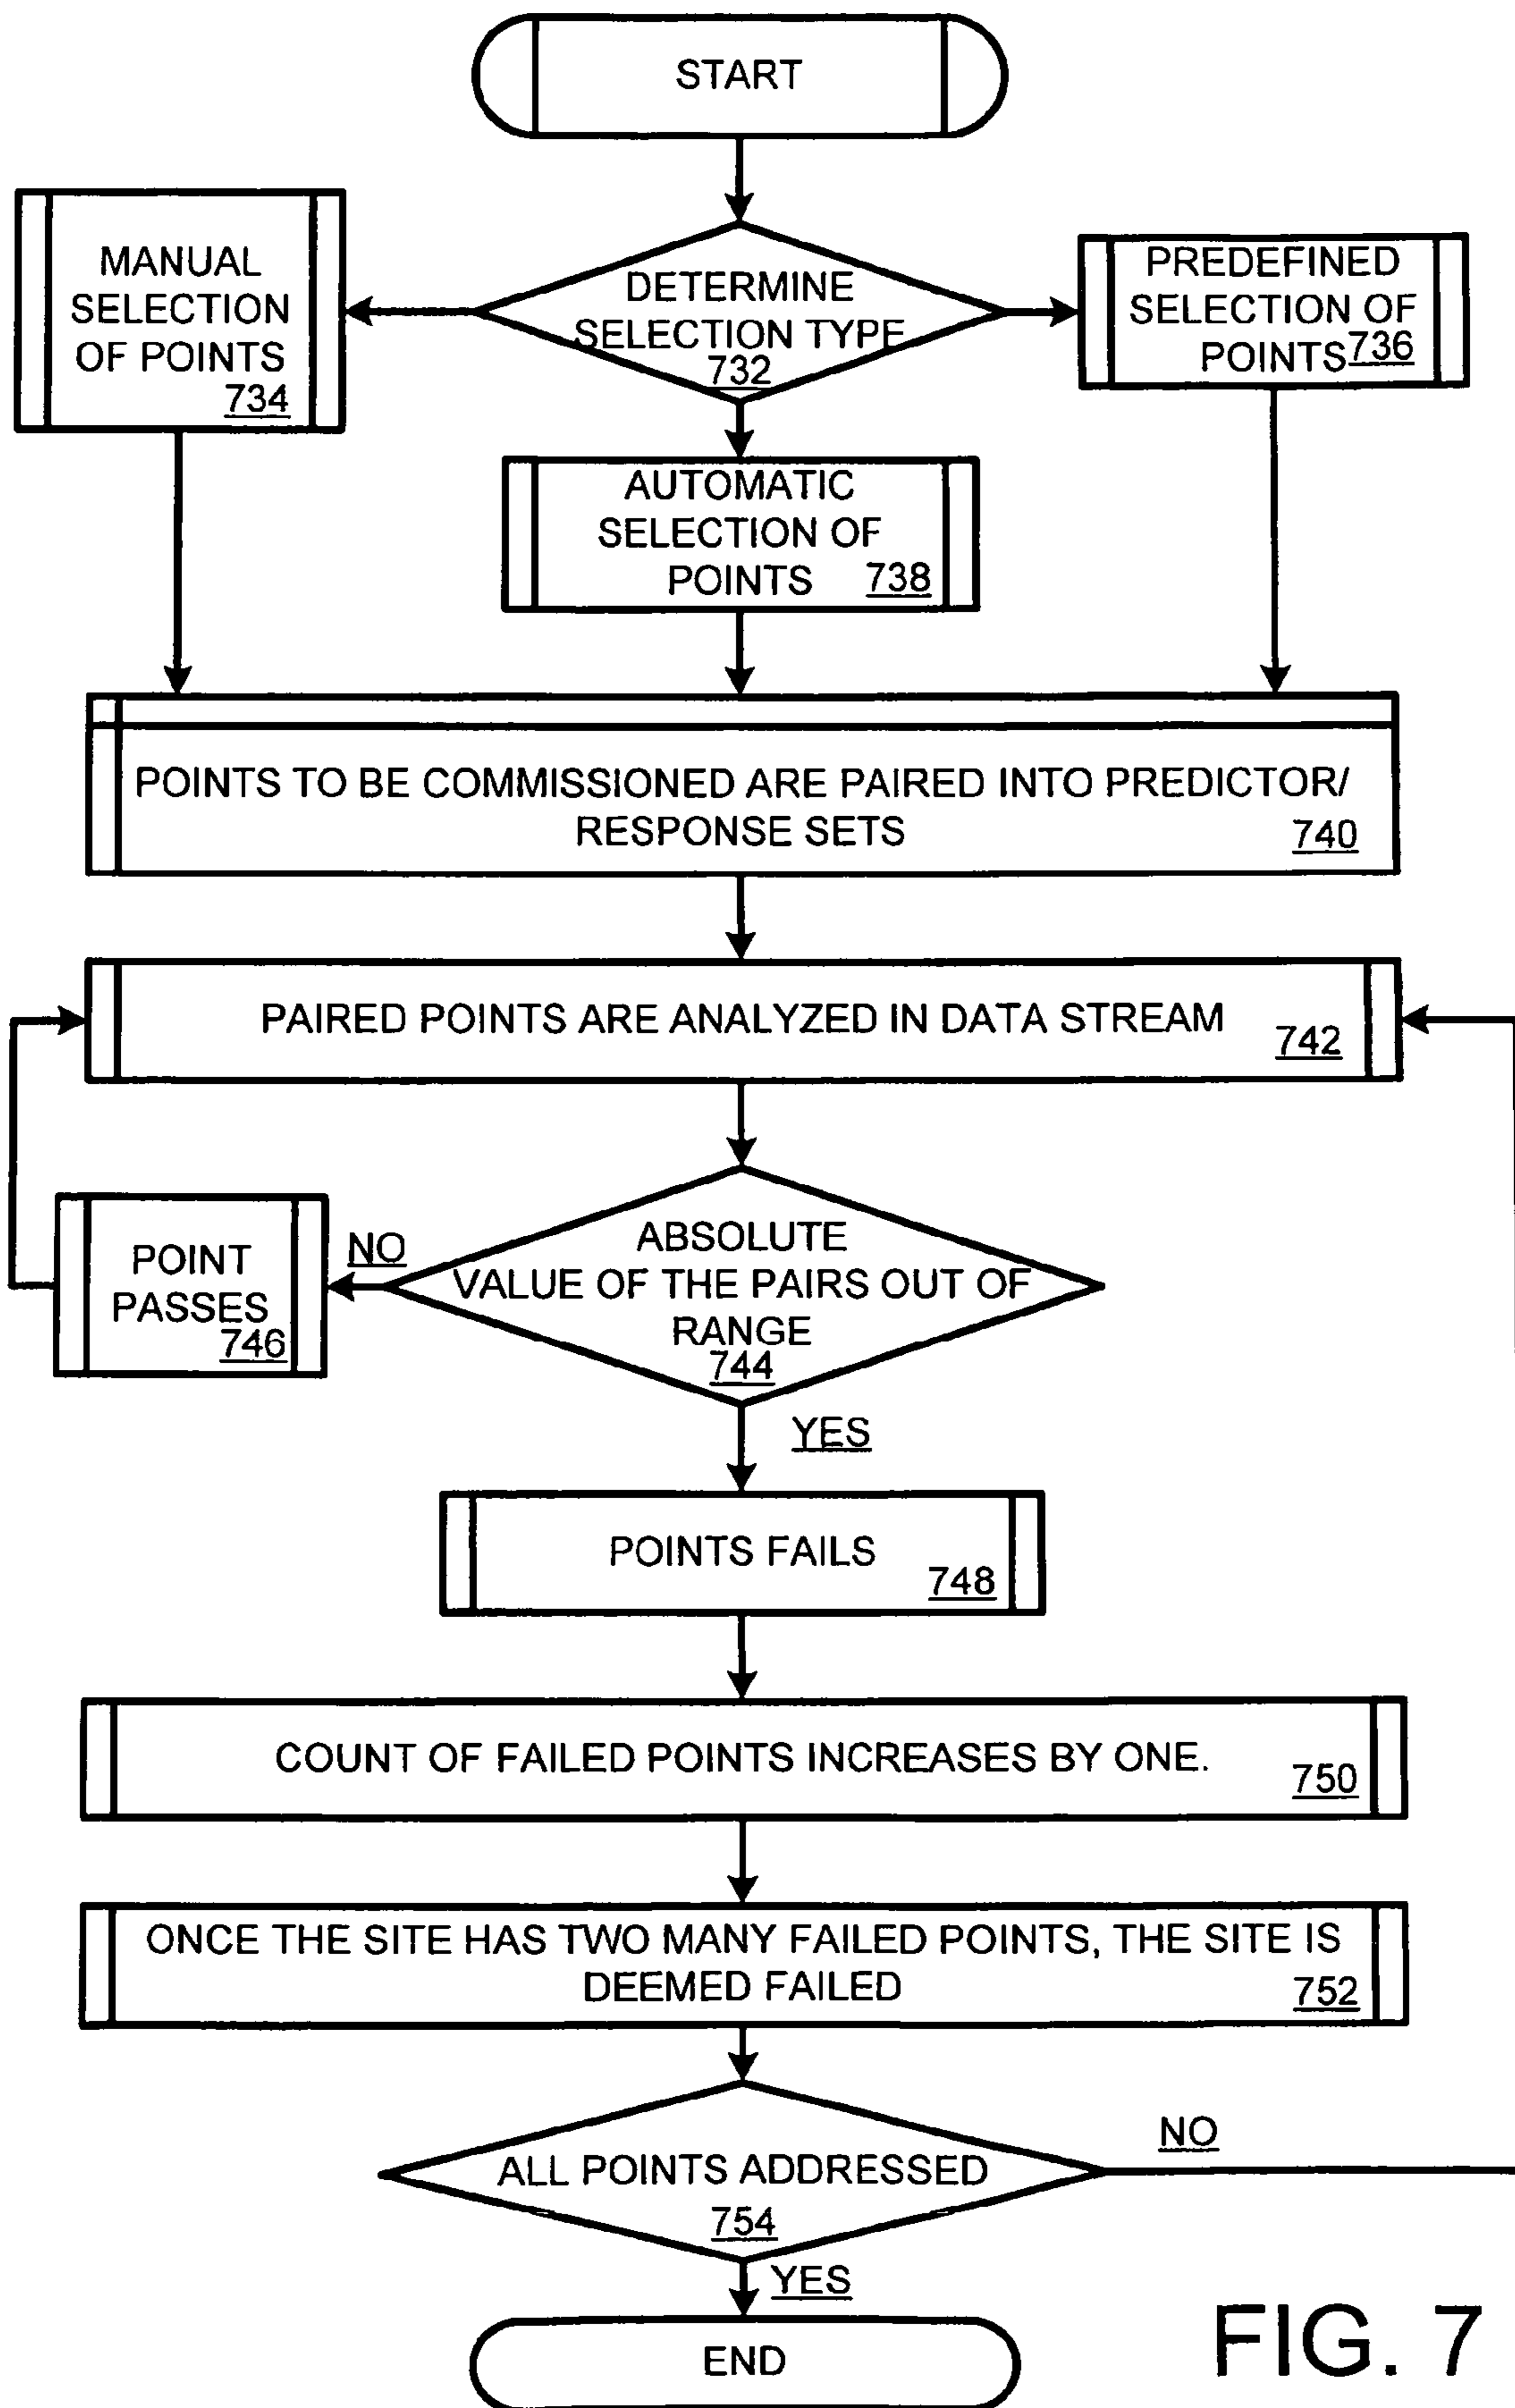 START
MANUAL
SELECTION
OF POINTS
734
DETERMINE
SELECTION TYPE
732
PREDEFINED
SELECTION OF
POINTS 736
AUTOMATIC
SELECTION OF
POINTS 738
POINTS TO BE COMMISSIONED ARE PAIRED INTO PREDICTOR/
RESPONSE SETS 740
PAIRED POINTS ARE ANALYZED IN DATA STREAM 742
POINT
PASSES
746
NO
ABSOLUTE
VALUE OF THE PAIRS OUT OF
RANGE
744
YES
POINTS FAILS 748
COUNT OF FAILED POINTS INCREASES BY ONE. 750
ONCE THE SITE HAS TWO MANY FAILED POINTS, THE SITE IS
DEEMED FAILED 752
ALL POINTS ADDRESSED
754
NO
YES
END
FIG. 7